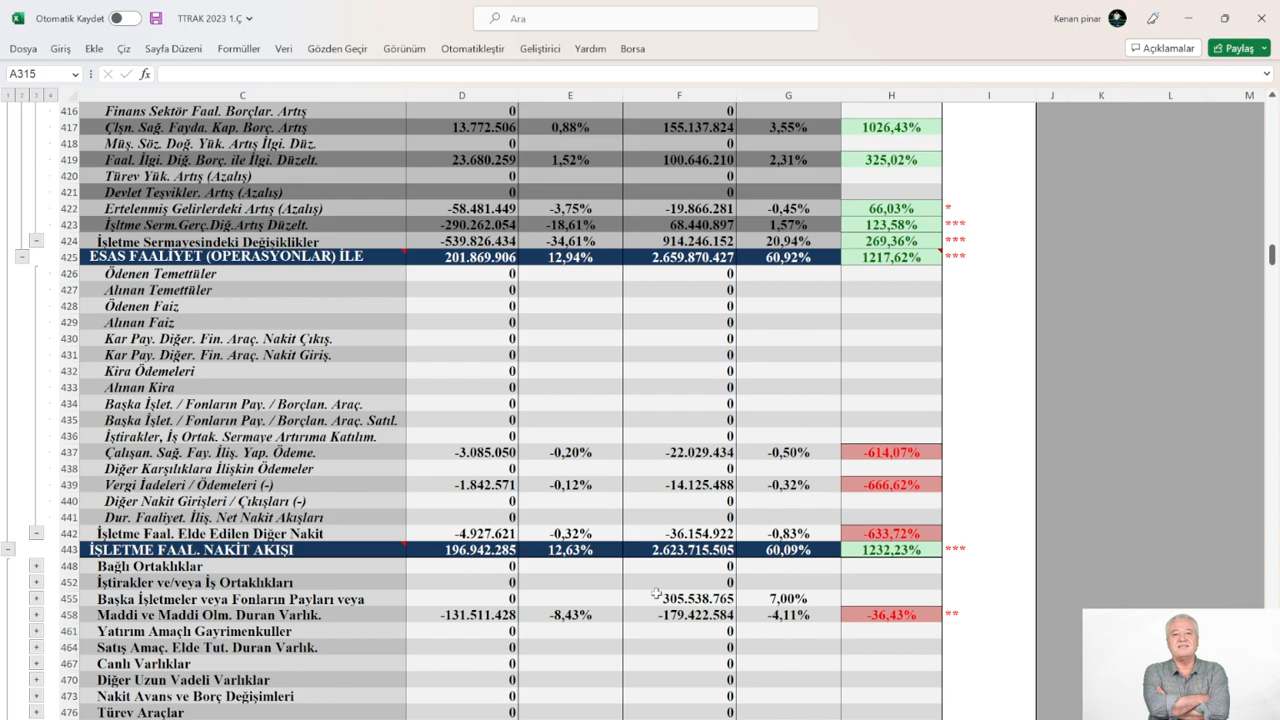 Otomatik Kaydet TTRAK 2023 1.Ç Ara Kenan pinar
Dosya Giriş Ekle Çiz Sayfa Düzeni Formüller Veri Gözden Geçir Görünüm Otomatikleştir Geliştirici Yardım Borsa Açıklamalar Paylaş
A315 fx
1 2 3 4 C D E F G H I J K L M
416 Finans Sektör Faal. Borçlar. Artış 0 0
417 Çlşn. Sağ. Fayda. Kap. Borç. Artış 13.772.506 0,88% 155.137.824 3,55% 1026,43%
418 Müş. Söz. Doğ. Yük. Artış İlgi. Düz. 0 0
419 Faal. İlgi. Diğ. Borç. ile İlgi. Düzelt. 23.680.259 1,52% 100.646.210 2,31% 325,02%
420 Türev Yük. Artış (Azalış) 0 0
421 Devlet Teşvikler. Artış (Azalış) 0 0
422 Ertelenmiş Gelirlerdeki Artış (Azalış) -58.481.449 -3,75% -19.866.281 -0,45% 66,03% *
423 İşltme Serm.Gerç.Diğ.Artış Düzelt. -290.262.054 -18,61% 68.440.897 1,57% 123,58% ***
424 İşletme Sermayesindeki Değişiklikler -539.826.434 -34,61% 914.246.152 20,94% 269,36% ***
425 ESAS FAALİYET (OPERASYONLAR) İLE 201.869.906 12,94% 2.659.870.427 60,92% 1217,62% ***
426 Ödenen Temettüler 0 0
427 Alınan Temettüler 0 0
428 Ödenen Faiz 0 0
429 Alınan Faiz 0 0
430 Kar Pay. Diğer. Fin. Araç. Nakit Çıkış. 0 0
431 Kar Pay. Diğer. Fin. Araç. Nakit Giriş. 0 0
432 Kira Ödemeleri 0 0
433 Alınan Kira 0 0
434 Başka İşlet. / Fonların Pay. / Borçlan. Araç. 0 0
435 Başka İşlet. / Fonların Pay. / Borçlan. Araç. Satıl. 0 0
436 İştirakler, İş Ortak. Sermaye Artırıma Katılım. 0 0
437 Çalışan. Sağ. Fay. İliş. Yap. Ödeme. -3.085.050 -0,20% -22.029.434 -0,50% -614,07%
438 Diğer Karşılıklara İlişkin Ödemeler 0 0
439 Vergi İadeleri / Ödemeleri (-) -1.842.571 -0,12% -14.125.488 -0,32% -666,62%
440 Diğer Nakit Girişleri / Çıkışları (-) 0 0
441 Dur. Faaliyet. İliş. Net Nakit Akışları 0 0
442 İşletme Faal. Elde Edilen Diğer Nakit -4.927.621 -0,32% -36.154.922 -0,83% -633,72%
443 İŞLETME FAAL. NAKİT AKIŞI 196.942.285 12,63% 2.623.715.505 60,09% 1232,23% ***
448 Bağlı Ortaklıklar 0 0
452 İştirakler ve/veya İş Ortaklıkları 0 0
455 Başka İşletmeler veya Fonların Payları veya 0 305.538.765 7,00%
458 Maddi ve Maddi Olm. Duran Varlık. -131.511.428 -8,43% -179.422.584 -4,11% -36,43% **
461 Yatırım Amaçlı Gayrimenkuller 0 0
464 Satış Amaç. Elde Tut. Duran Varlık. 0 0
467 Canlı Varlıklar 0 0
470 Diğer Uzun Vadeli Varlıklar 0 0
473 Nakit Avans ve Borç Değişimleri 0 0
476 Türev Araçlar 0 0